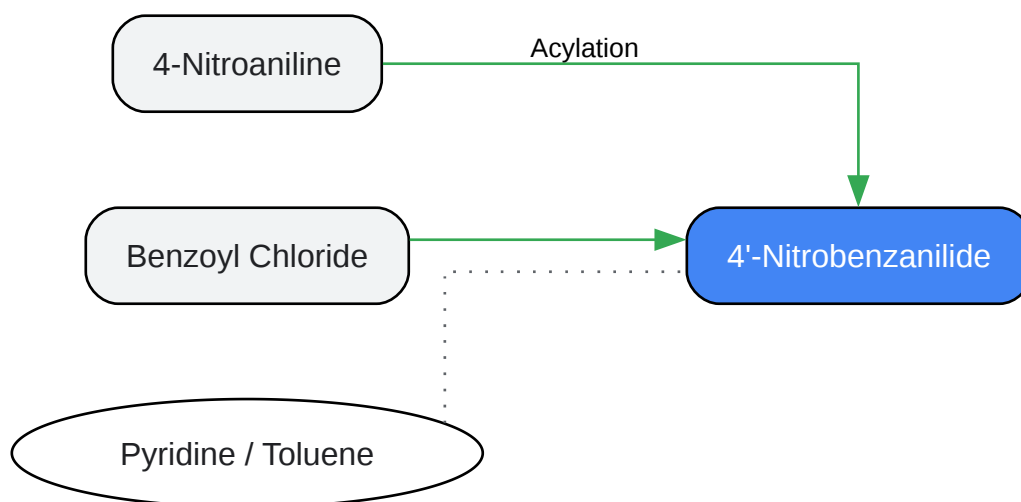 4-Nitroaniline
Acylation
Benzoyl Chloride
4'-Nitrobenzanilide
Pyridine / Toluene